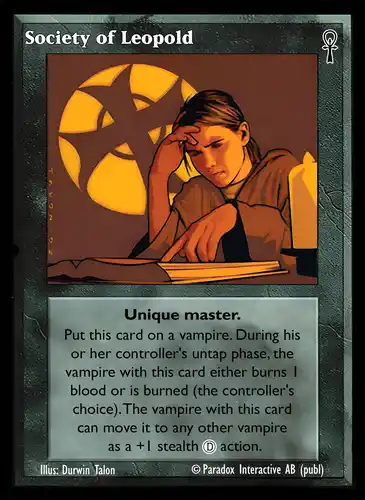 Society of Leopold
TALON 95
Unique master.
Put this card on a vampire. During his
or her controller's untap phase, the
vampire with this card either burns 1
blood or is burned (the controller's
choice). The vampire with this card
can move it to any other vampire
as a +1 stealth Ⓓ action.
Illus: Durwin Talon
© Paradox Interactive AB (publ)